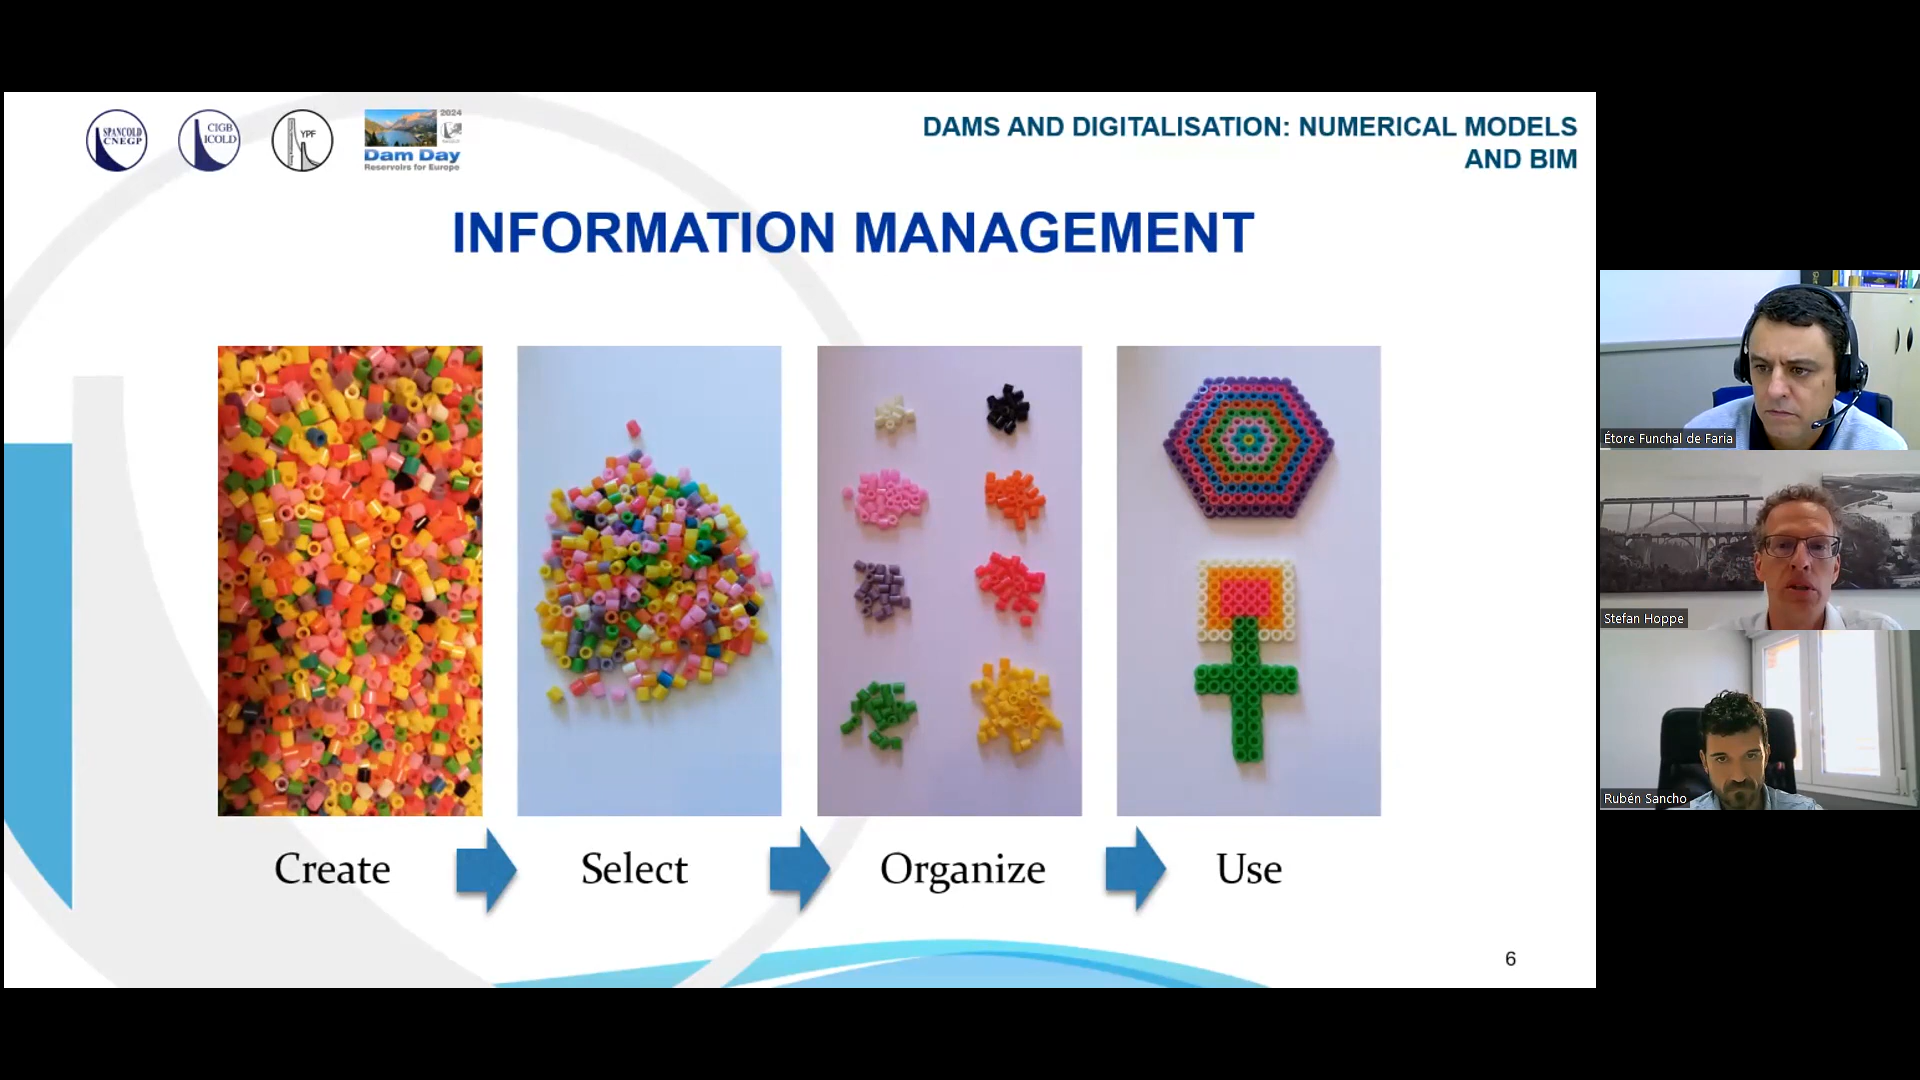 SPANCOLD
CNEGP
CIGB
ICOLD
YPF
2024
Dam Day
Reservoirs for Europe
DAMS AND DIGITALISATION: NUMERICAL MODELS
AND BIM
INFORMATION MANAGEMENT
Create
Select
Organize
Use
6
Étore Funchal de Faria
Stefan Hoppe
Rubén Sancho